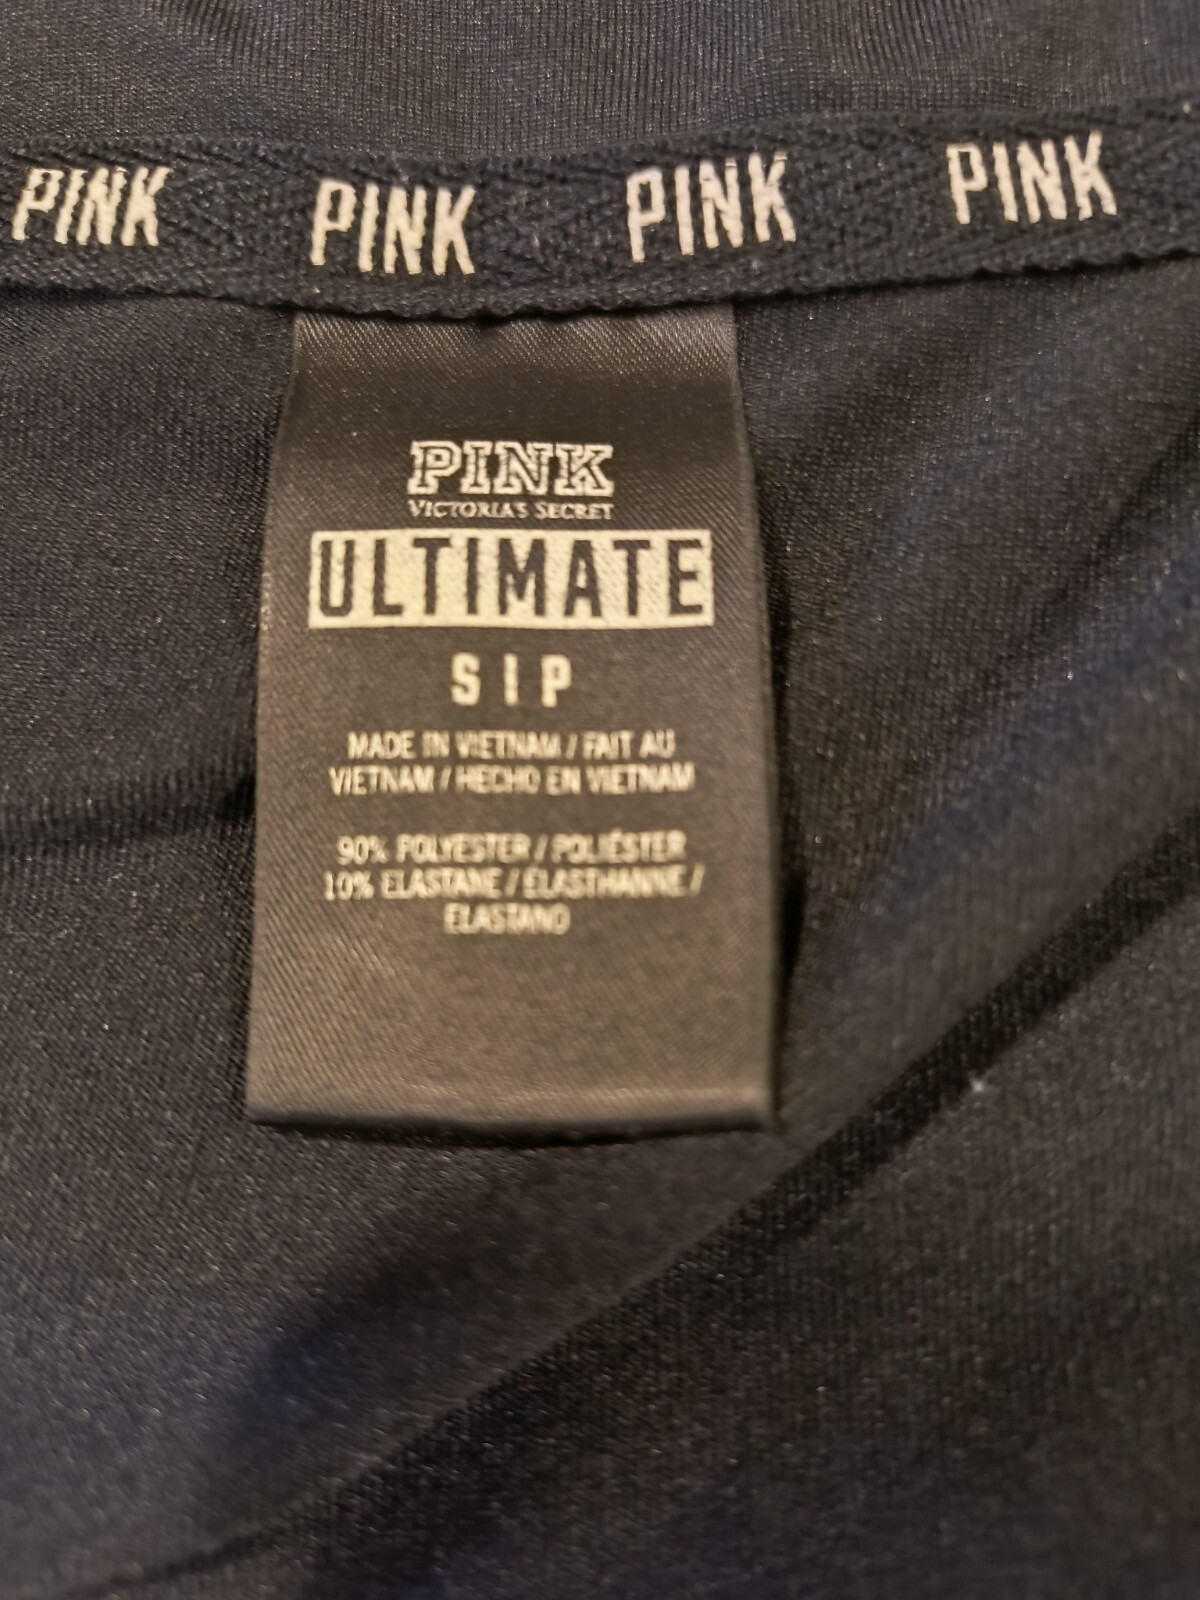 PINK PINK PINK PINK
PINK
VICTORIA'S SECRET
ULTIMATE
S | P
MADE IN VIETNAM / FAIT AU
VIETNAM / HECHO EN VIETNAM
90% POLYESTER / POLIÉSTER
10% ELASTANE / ÉLASTHANNE /
ELASTANO